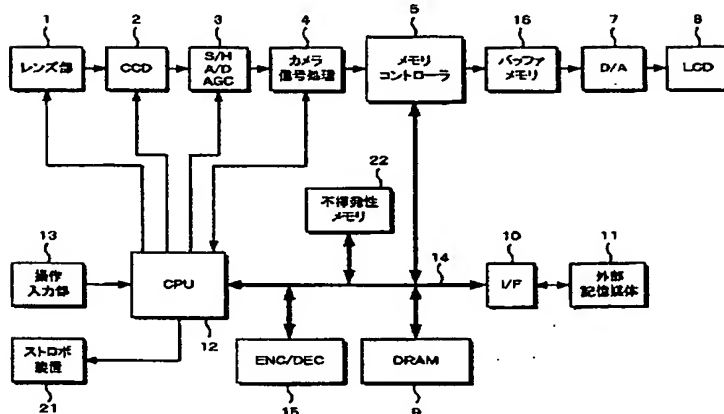 1
2
3
4
5
16
7
8
レンズ部
CCD
S/H
A/D
AGC
カメラ
信号処理
メモリ
コントローラ
バッファ
メモリ
D/A
LCD
22
不揮発性
メモリ
13
操作
入力部
CPU
12
14
10
I/F
11
外部
記憶媒体
ストロボ
装置
21
ENC/DEC
15
DRAM
9